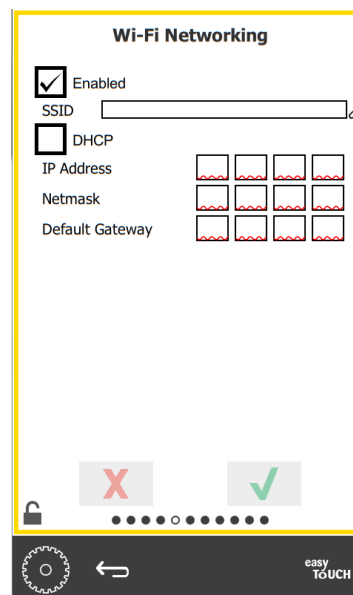 Wi-Fi Networking
Enabled
SSID
DHCP
IP Address
Netmask
Default Gateway
easy
ToUCH